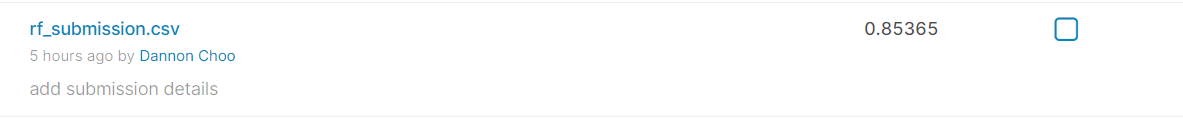 rf_submission.csv 0.85365
5 hours ago by Dannon Choo
add submission details